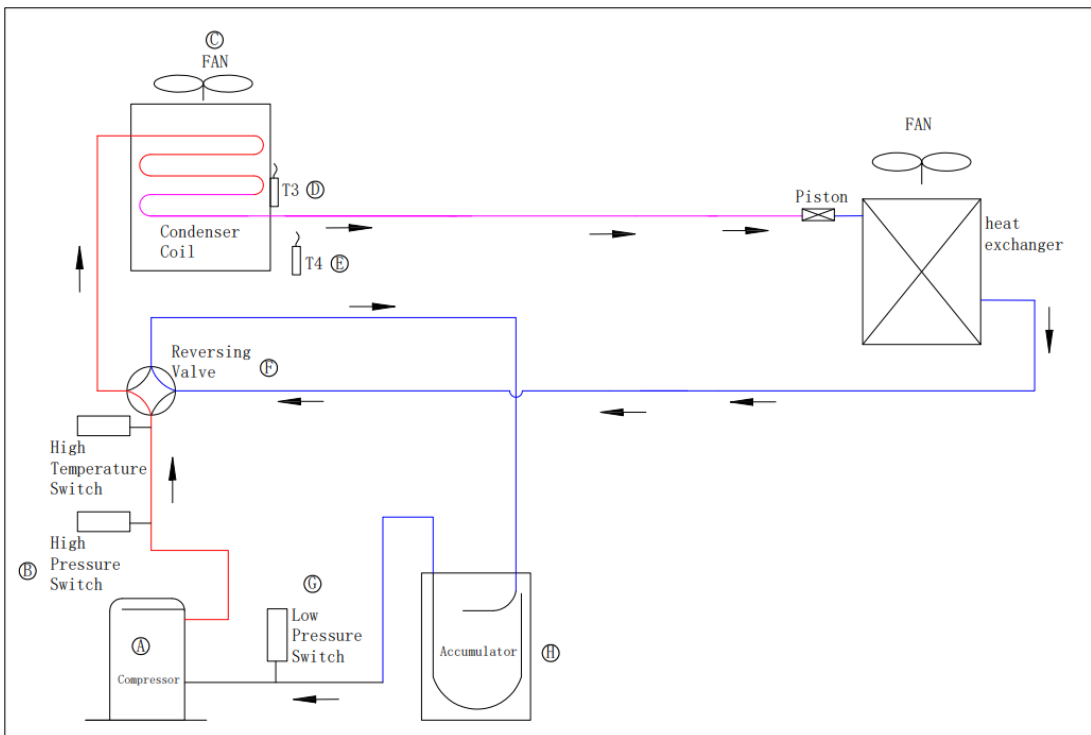 Ⓒ
FAN
FAN
T3 Ⓓ
Piston
Condenser
Coil
heat
exchanger
T4 Ⓔ
Reversing
Valve Ⓕ
High
Temperature
Switch
High
Pressure
Switch
Ⓑ
Ⓖ
Low
Pressure
Switch
Ⓐ
Compressor
Accumulator Ⓗ